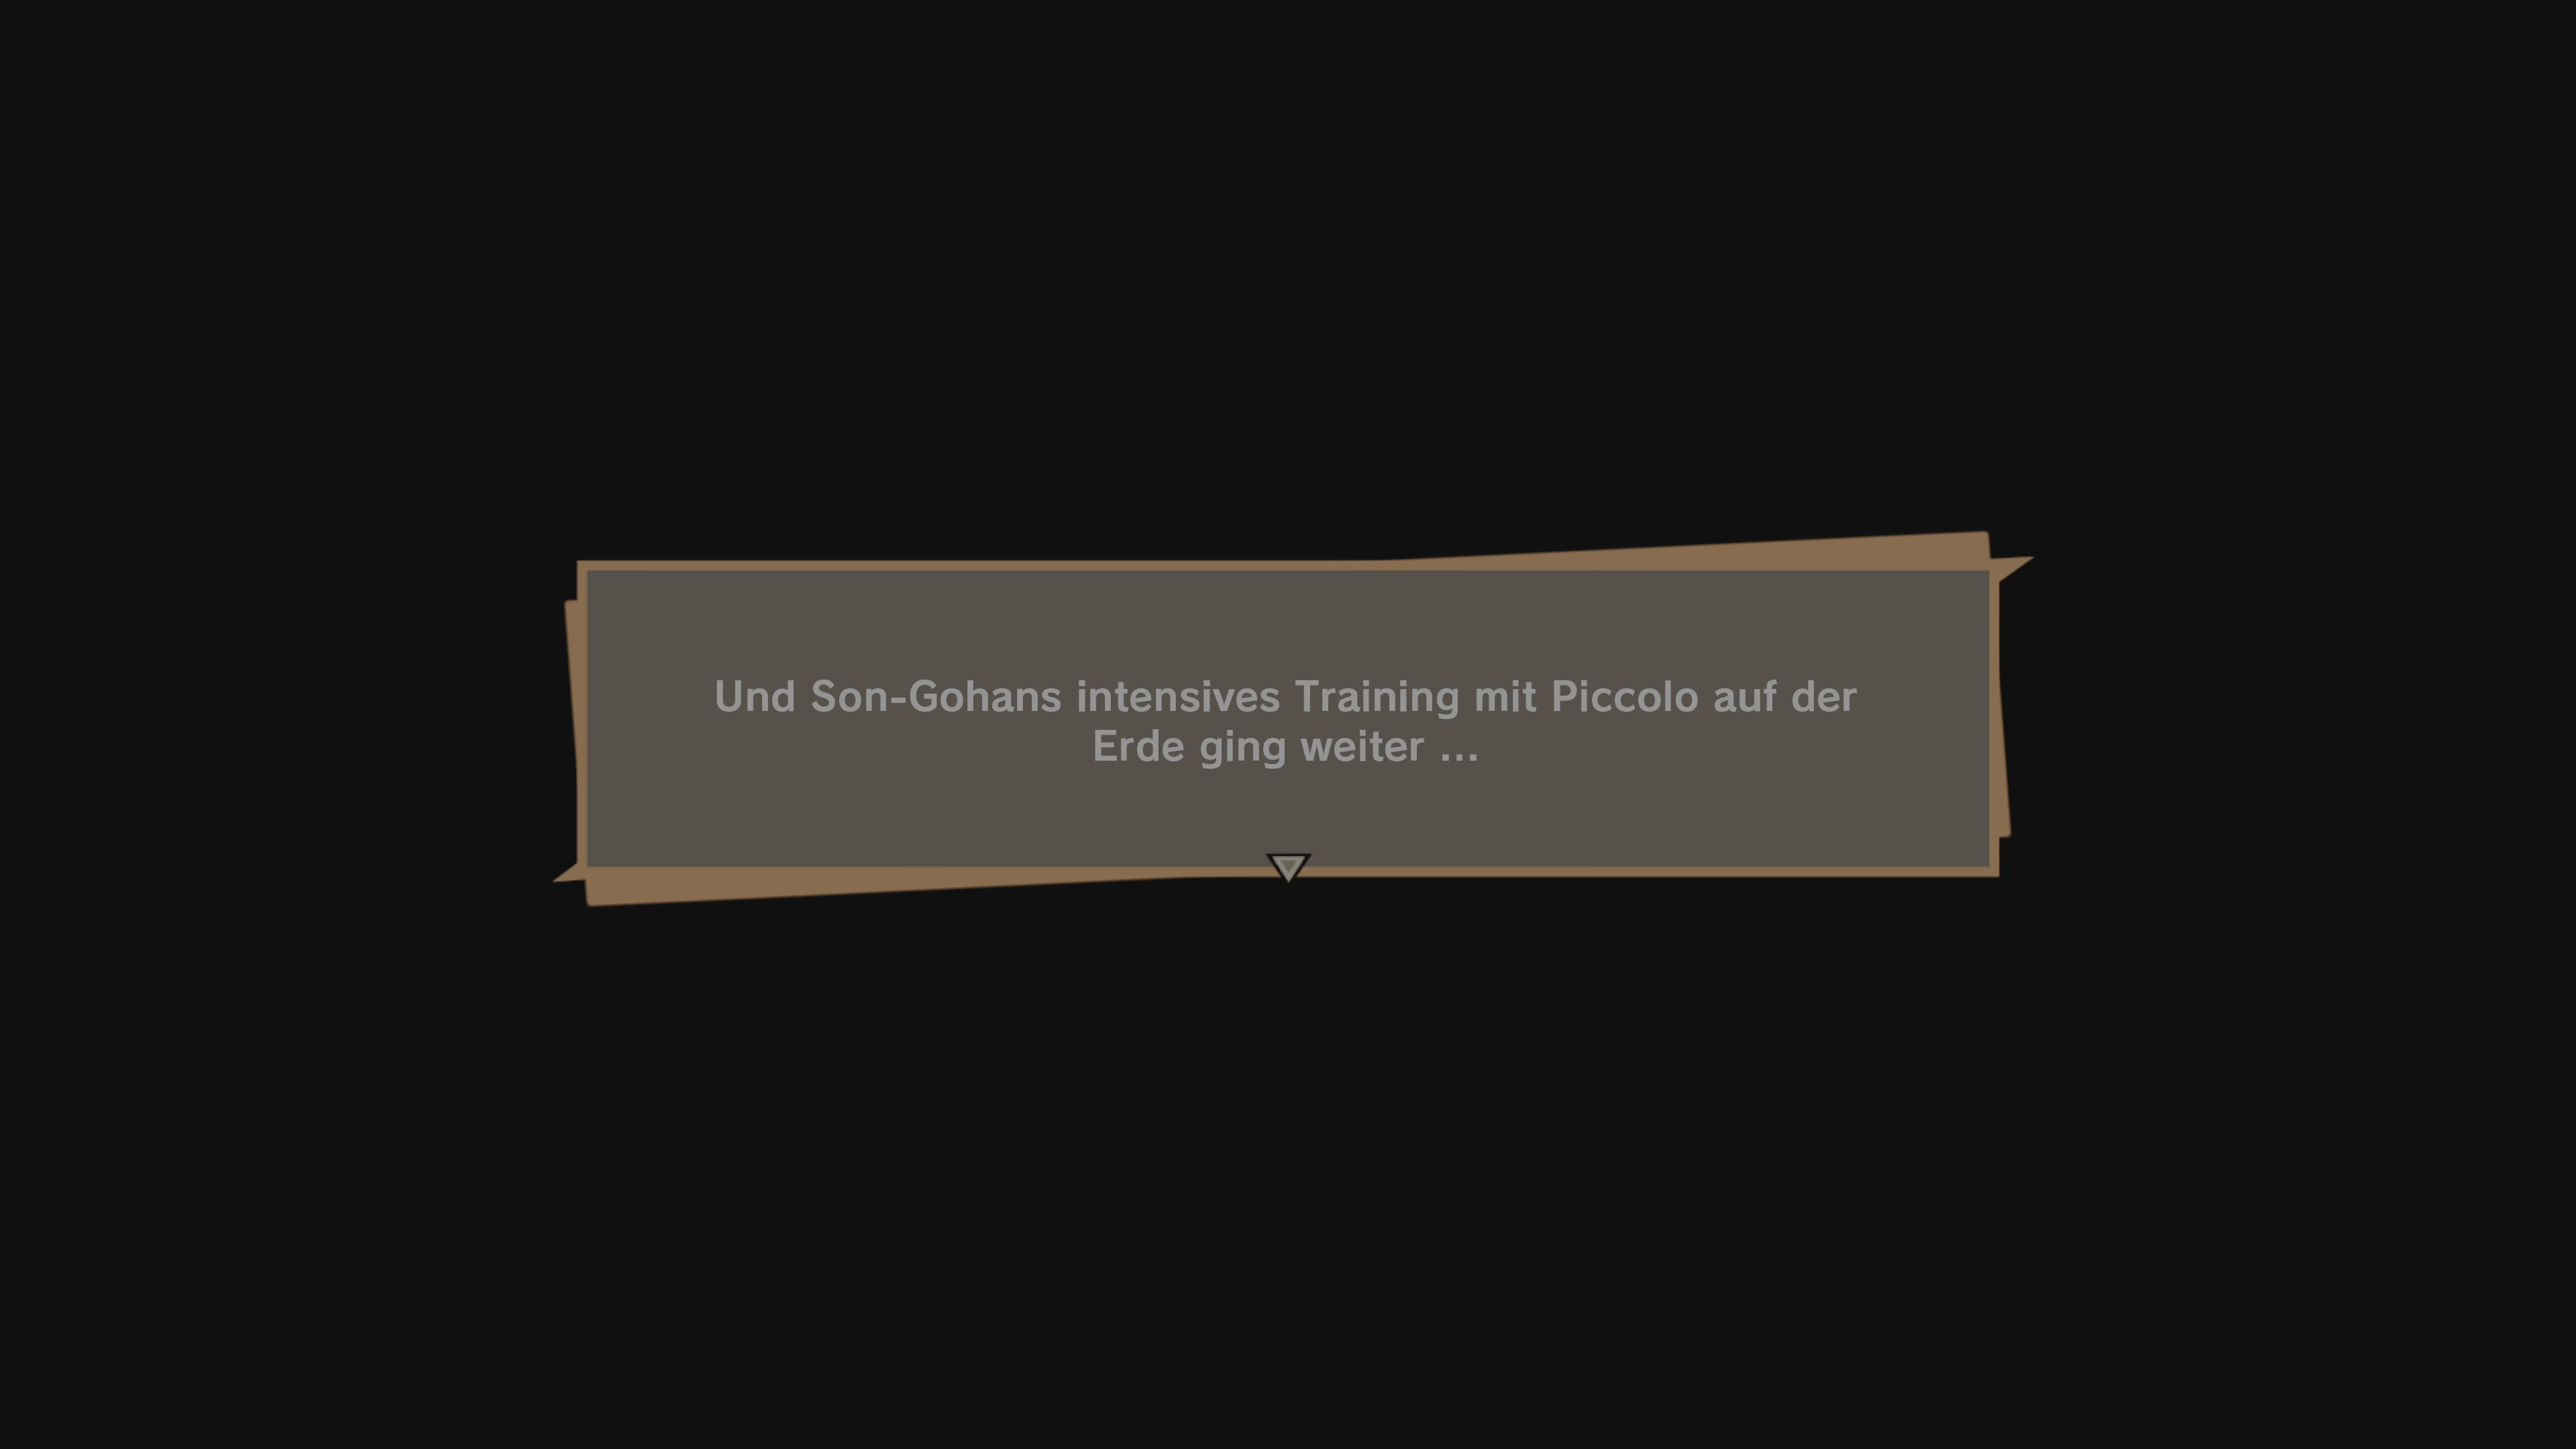 Und Son-Gohans intensives Training mit Piccolo auf der
Erde ging weiter ...